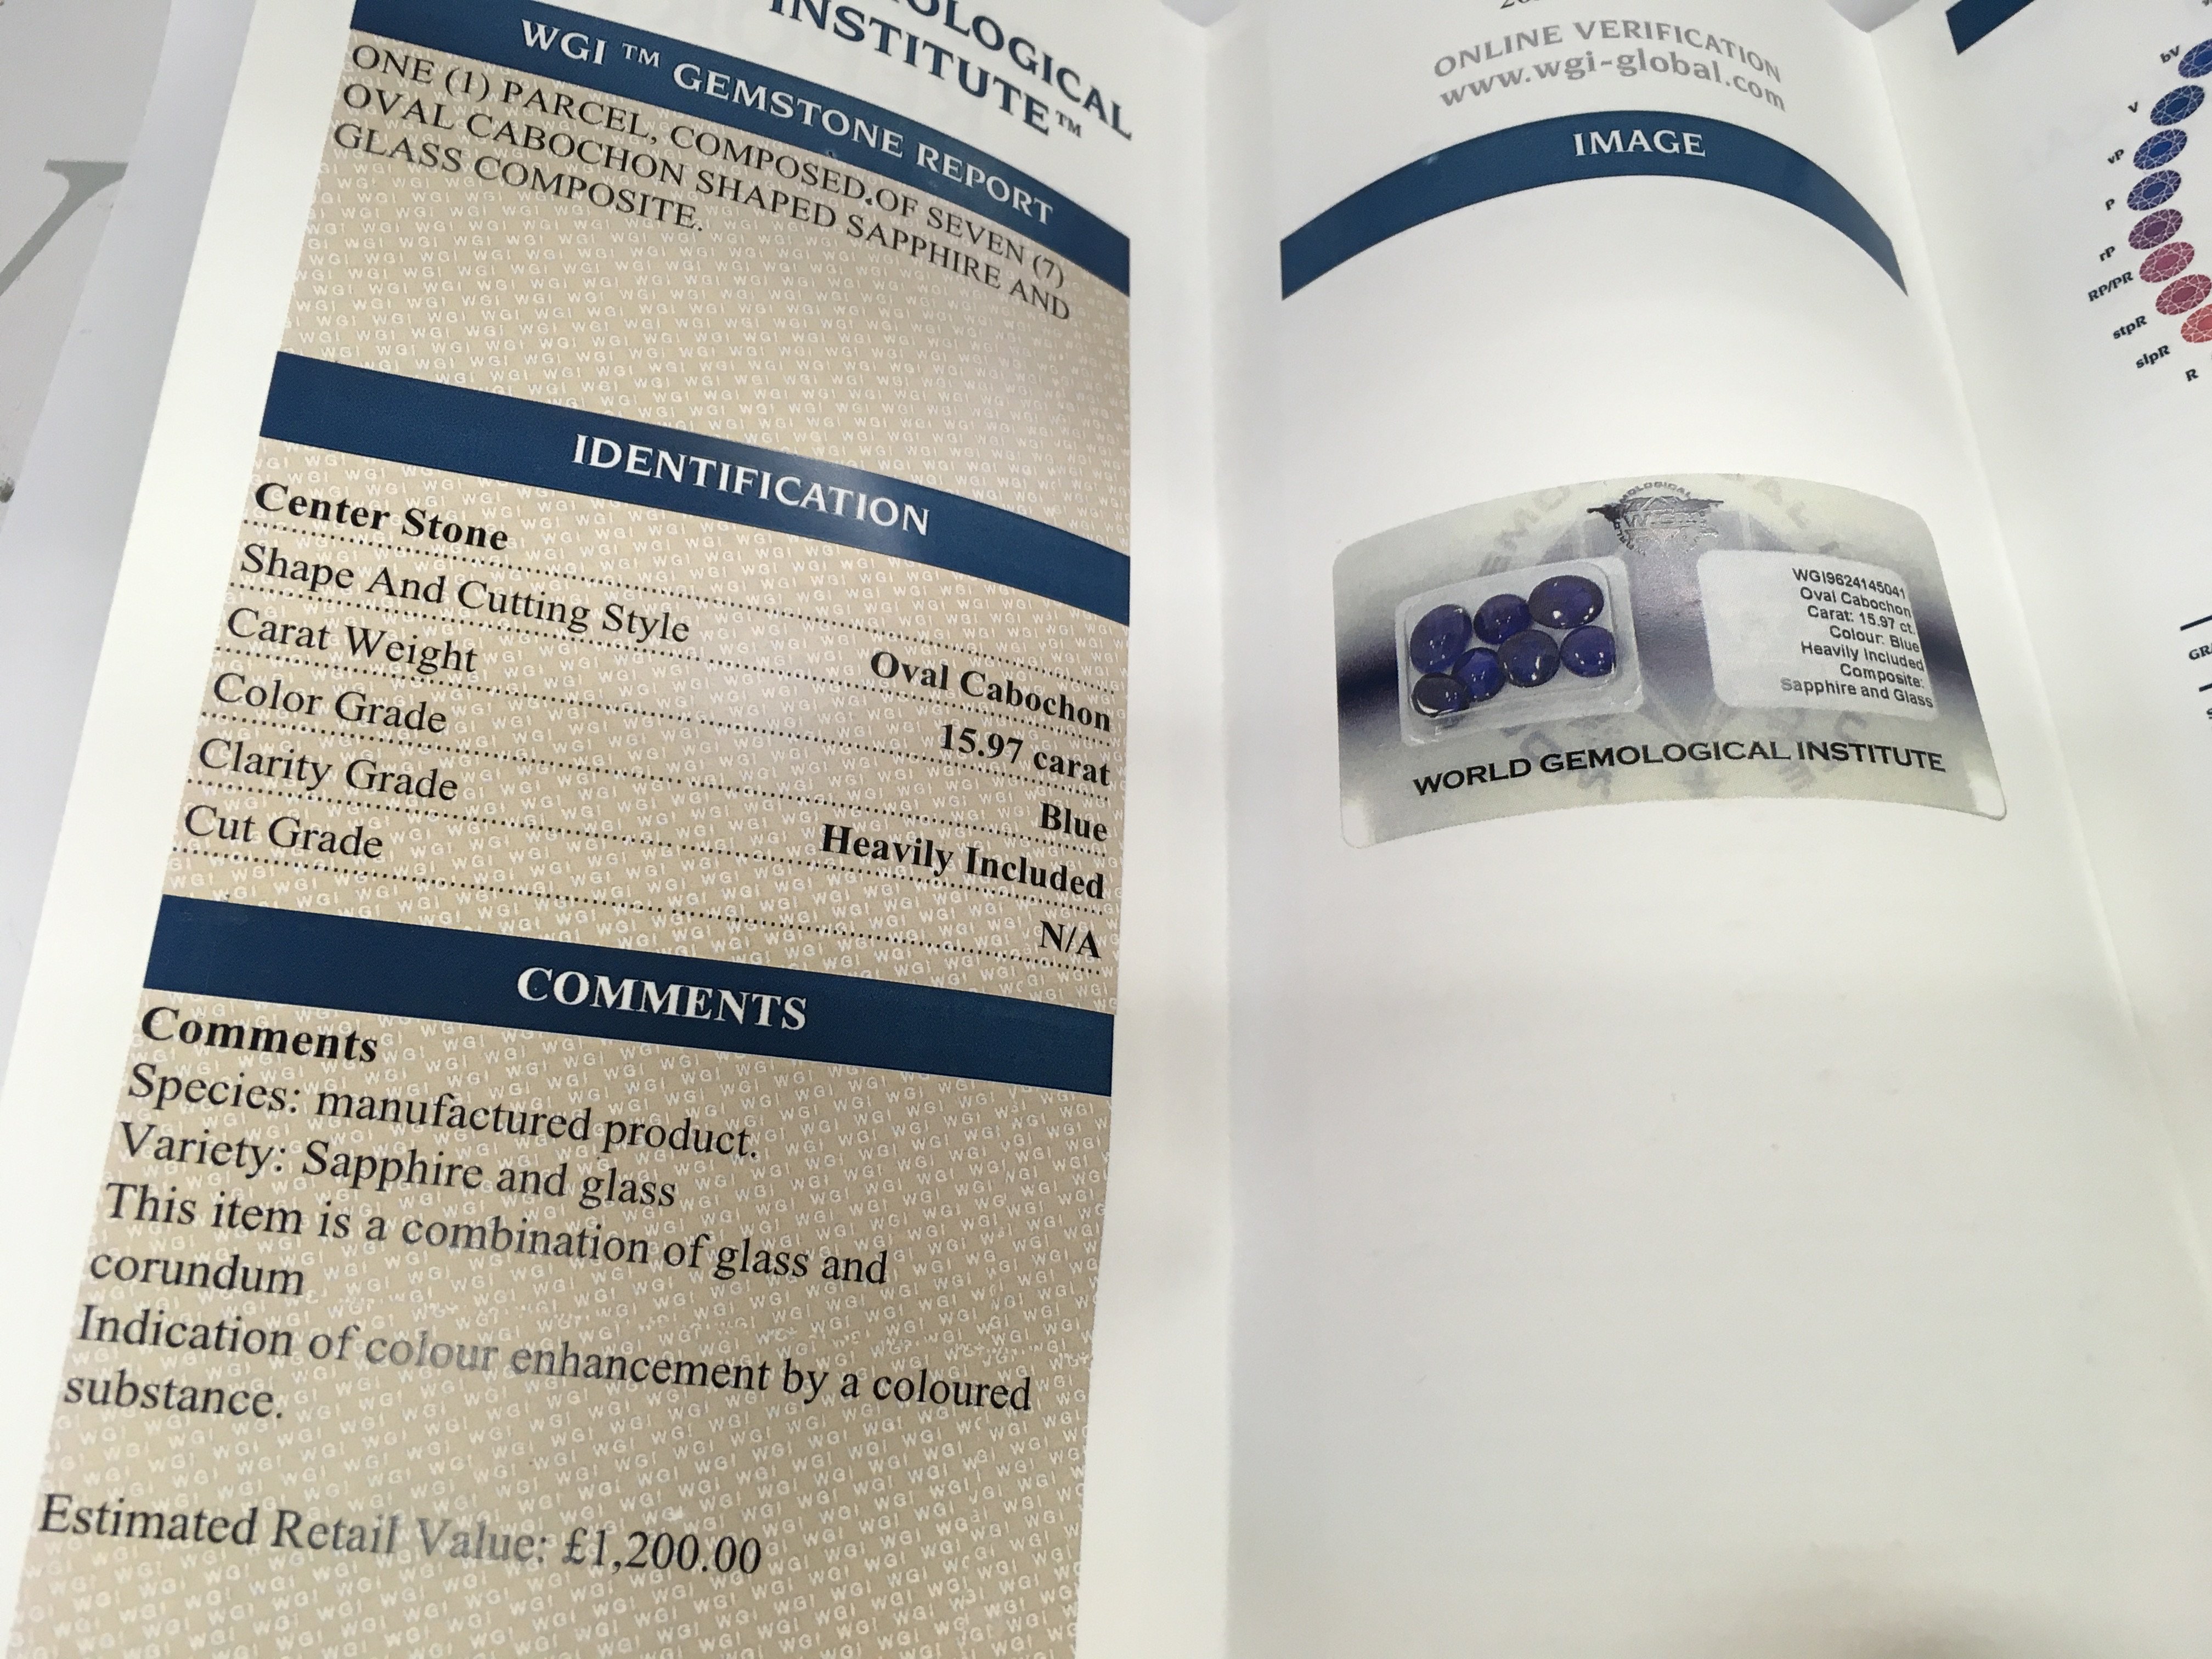 INSTITUTE™
WGI ™ GEMSTONE REPORT
ONE (1) PARCEL, COMPOSED OF SEVEN (7)
OVAL CABOCHON SHAPED SAPPHIRE AND
GLASS COMPOSITE.
IDENTIFICATION
Center Stone
Shape And Cutting Style Oval Cabochon
Carat Weight 15.97 carat
Color Grade Blue
Clarity Grade Heavily Included
Cut Grade N/A
COMMENTS
Comments
Species: manufactured product.
Variety: Sapphire and glass
This item is a combination of glass and
corundum
Indication of colour enhancement by a coloured
substance.
Estimated Retail Value: £1,200.00
ONLINE VERIFICATION
www.wgi-global.com
IMAGE
WGI9624145041
Oval Cabochon
Carat: 15.97 ct.
Colour: Blue
Heavily Included
Composite:
Sapphire and Glass
WORLD GEMOLOGICAL INSTITUTE
bV
V
vP
P
rP
RP/PR
stpR
slpR
R